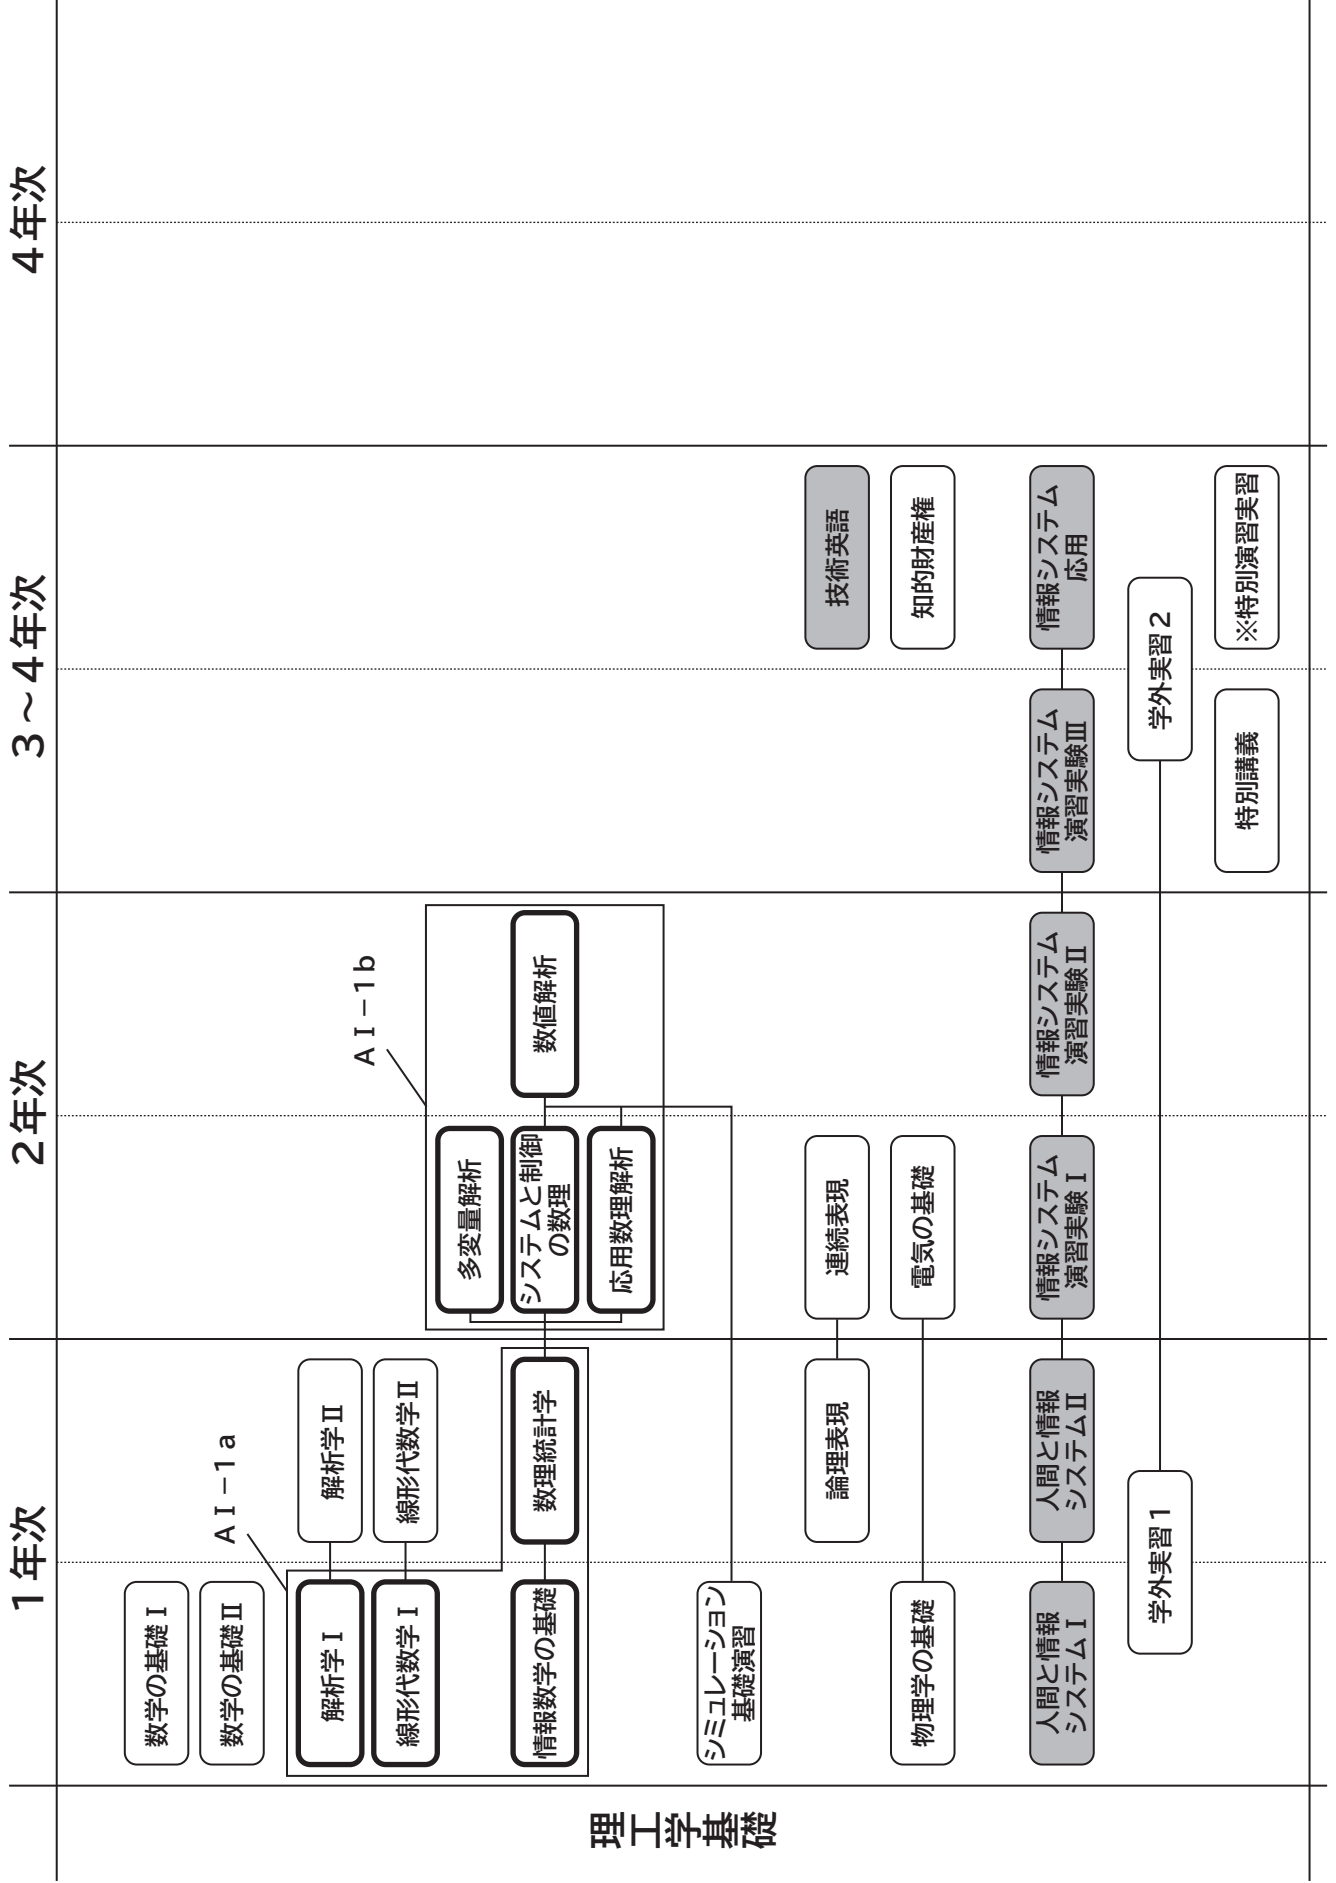 1年次
2年次
3～4年次
4年次
理工学基礎
数学の基礎Ⅰ
数学の基礎Ⅱ
AI－1a
解析学Ⅰ
解析学Ⅱ
線形代数学Ⅰ
線形代数学Ⅱ
AI－1b
情報数学の基礎
数理統計学
多変量解析
システムと制御
の数理
応用数理解析
数値解析
シミュレーション
基礎演習
論理表現
連続表現
技術英語
物理学の基礎
電気の基礎
知的財産権
人間と情報
システムⅠ
人間と情報
システムⅡ
情報システム
演習実験Ⅰ
情報システム
演習実験Ⅱ
情報システム
演習実験Ⅲ
情報システム
応用
学外実習1
学外実習2
特別講義
※特別演習実習